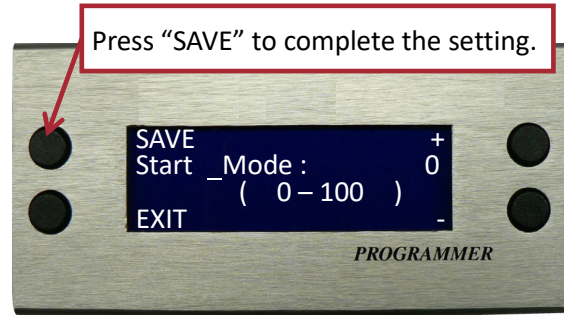 Press “SAVE” to complete the setting.
SAVE +
Start _Mode : 0
( 0 – 100 )
EXIT -
PROGRAMMER